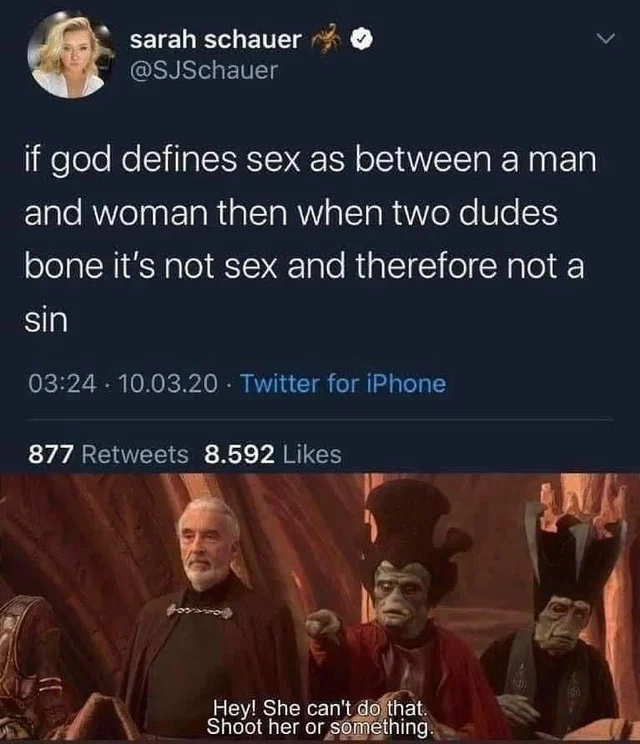 sarah schauer 🦂
@SJSchauer
if god defines sex as between a man
and woman then when two dudes
bone it's not sex and therefore not a
sin
03:24 · 10.03.20 · Twitter for iPhone
877 Retweets 8.592 Likes
Hey! She can't do that.
Shoot her or something.